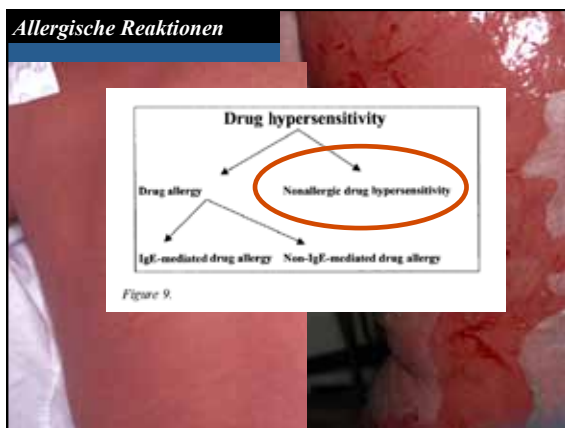 Allergische Reaktionen
Drug hypersensitivity
Drug allergy Nonallergic drug hypersensitivity
IgE-mediated drug allergy Non-IgE-mediated drug allergy
Figure 9.